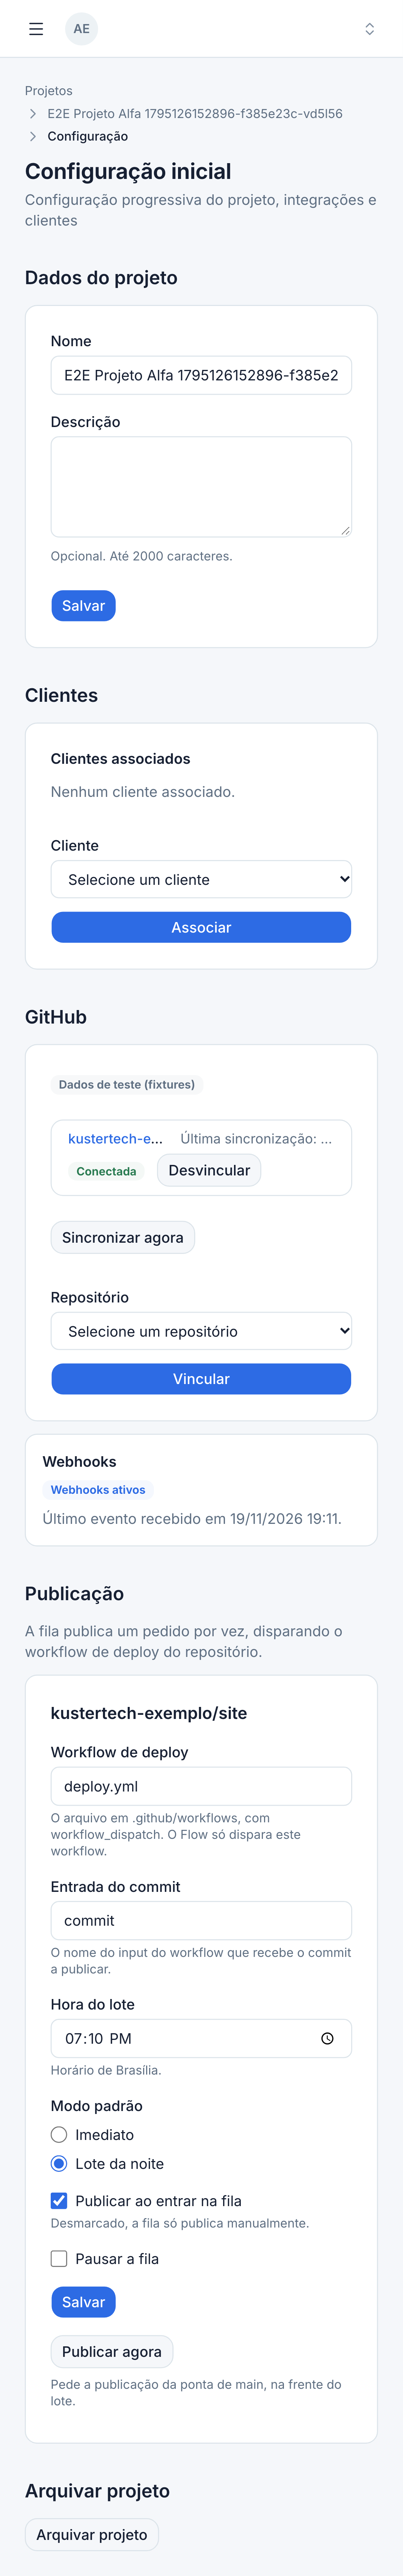 AE
Projetos
E2E Projeto Alfa 1795126152896-f385e23c-vd5l56
Configuração
Configuração inicial
Configuração progressiva do projeto, integrações e
clientes
Dados do projeto
Nome
E2E Projeto Alfa 1795126152896-f385e2
Descrição
Opcional. Até 2000 caracteres.
Salvar
Clientes
Clientes associados
Nenhum cliente associado.
Cliente
Selecione um cliente
Associar
GitHub
Dados de teste (fixtures)
kustertech-e... Última sincronização: ...
Conectada Desvincular
Sincronizar agora
Repositório
Selecione um repositório
Vincular
Webhooks
Webhooks ativos
Último evento recebido em 19/11/2026 19:11.
Publicação
A fila publica um pedido por vez, disparando o
workflow de deploy do repositório.
kustertech-exemplo/site
Workflow de deploy
deploy.yml
O arquivo em .github/workflows, com
workflow_dispatch. O Flow só dispara este
workflow.
Entrada do commit
commit
O nome do input do workflow que recebe o commit
a publicar.
Hora do lote
07:10 PM
Horário de Brasília.
Modo padrão
Imediato
Lote da noite
Publicar ao entrar na fila
Desmarcado, a fila só publica manualmente.
Pausar a fila
Salvar
Publicar agora
Pede a publicação da ponta de main, na frente do
lote.
Arquivar projeto
Arquivar projeto